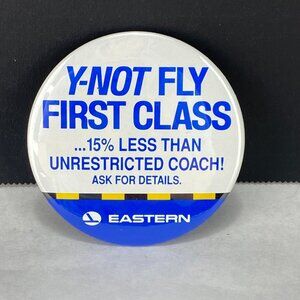 Y-NOT FLY
FIRST CLASS
...15% LESS THAN
UNRESTRICTED COACH!
ASK FOR DETAILS.
EASTERN